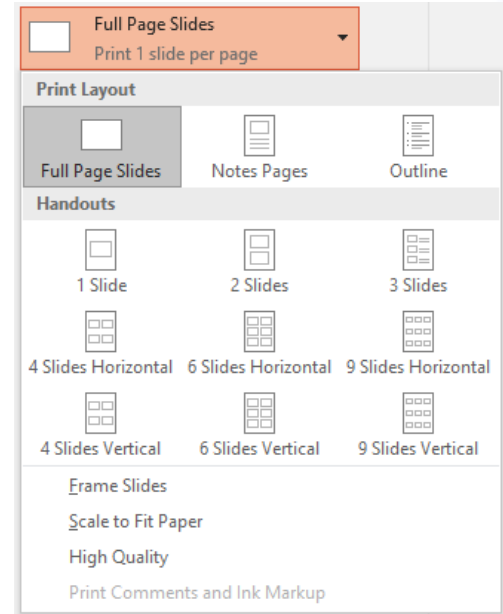 Full Page Slides
Print 1 slide per page
Print Layout
Full Page Slides Notes Pages Outline
Handouts
1 Slide 2 Slides 3 Slides
4 Slides Horizontal 6 Slides Horizontal 9 Slides Horizontal
4 Slides Vertical 6 Slides Vertical 9 Slides Vertical
Frame Slides
Scale to Fit Paper
High Quality
Print Comments and Ink Markup